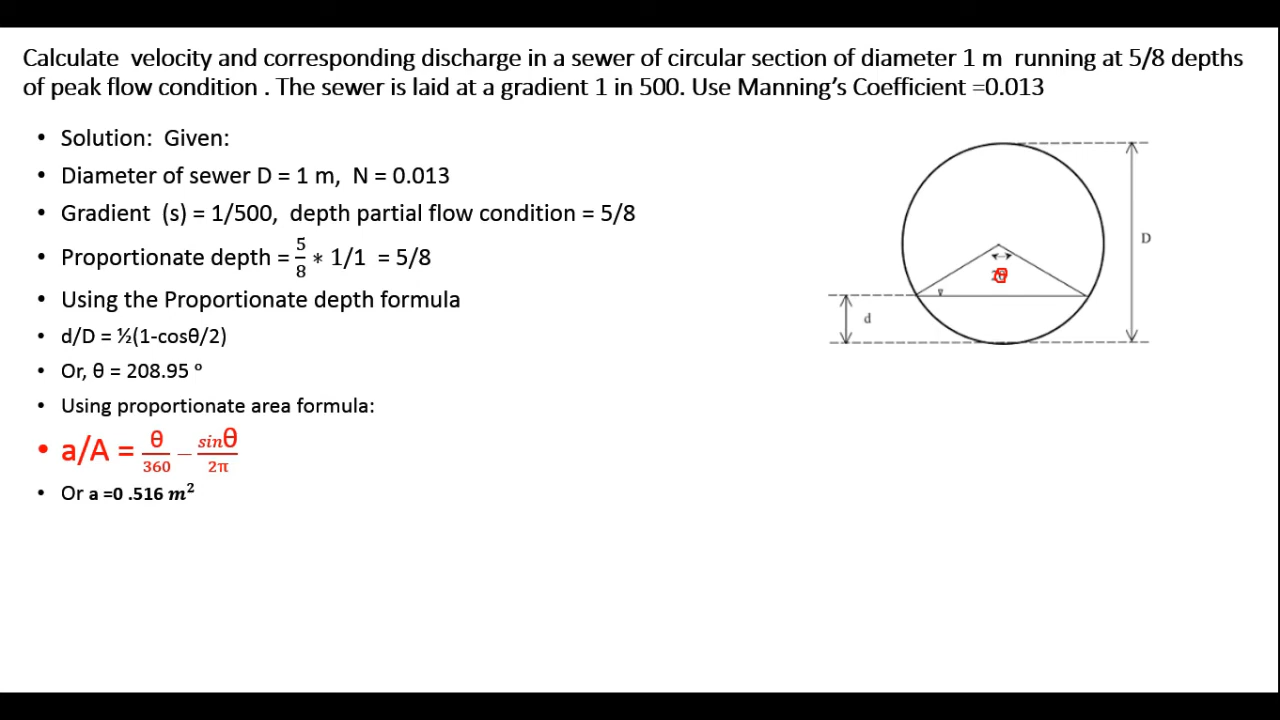 Calculate velocity and corresponding discharge in a sewer of circular section of diameter 1 m running at 5/8 depths
of peak flow condition . The sewer is laid at a gradient 1 in 500. Use Manning’s Coefficient =0.013
• Solution: Given:
• Diameter of sewer D = 1 m, N = 0.013
• Gradient (s) = 1/500, depth partial flow condition = 5/8
• Proportionate depth = 5/8 ∗ 1/1 = 5/8
• Using the Proportionate depth formula
• d/D = ½(1-cosθ/2)
• Or, θ = 208.95 º
• Using proportionate area formula:
• a/A = θ/360 − sinθ/2π
• Or a =0 .516 m²
D
θ
d